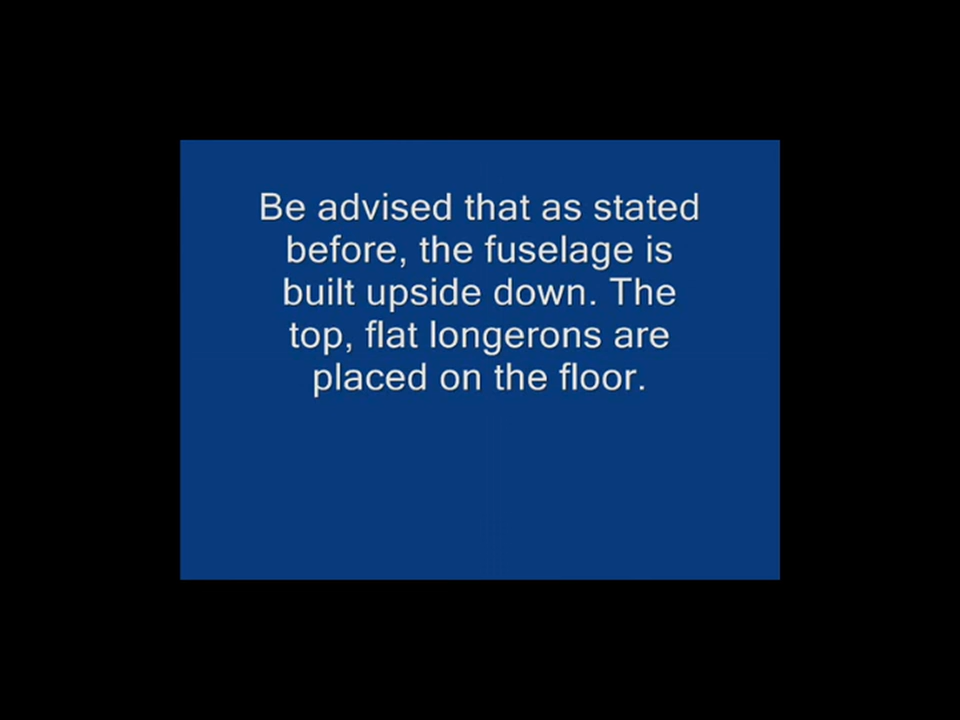 Be advised that as stated
before, the fuselage is
built upside down. The
top, flat longerons are
placed on the floor.